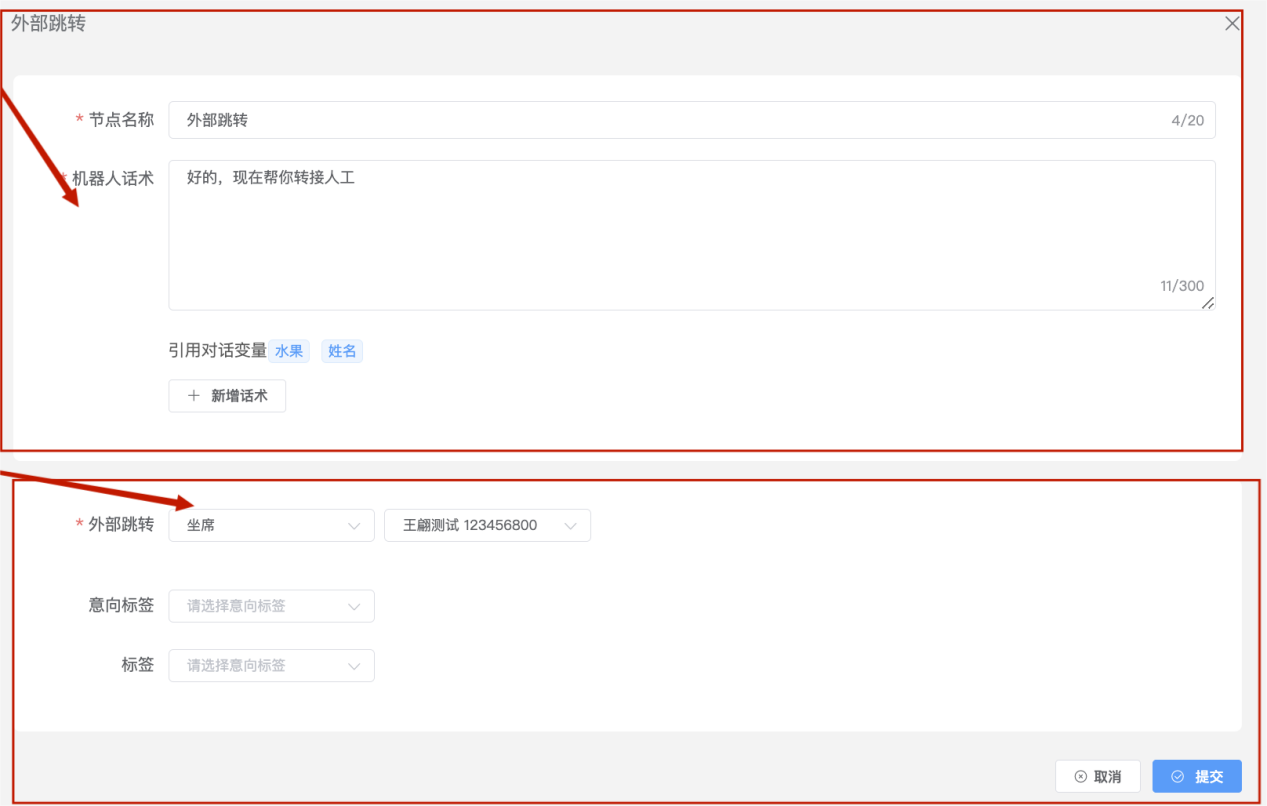 外部跳转
* 节点名称 外部跳转 4/20
* 机器人话术 好的，现在帮你转接人工
11/300
引用对话变量 水果 姓名
+ 新增话术
* 外部跳转 坐席 王翩测试 123456800
意向标签 请选择意向标签
标签 请选择意向标签
取消 提交